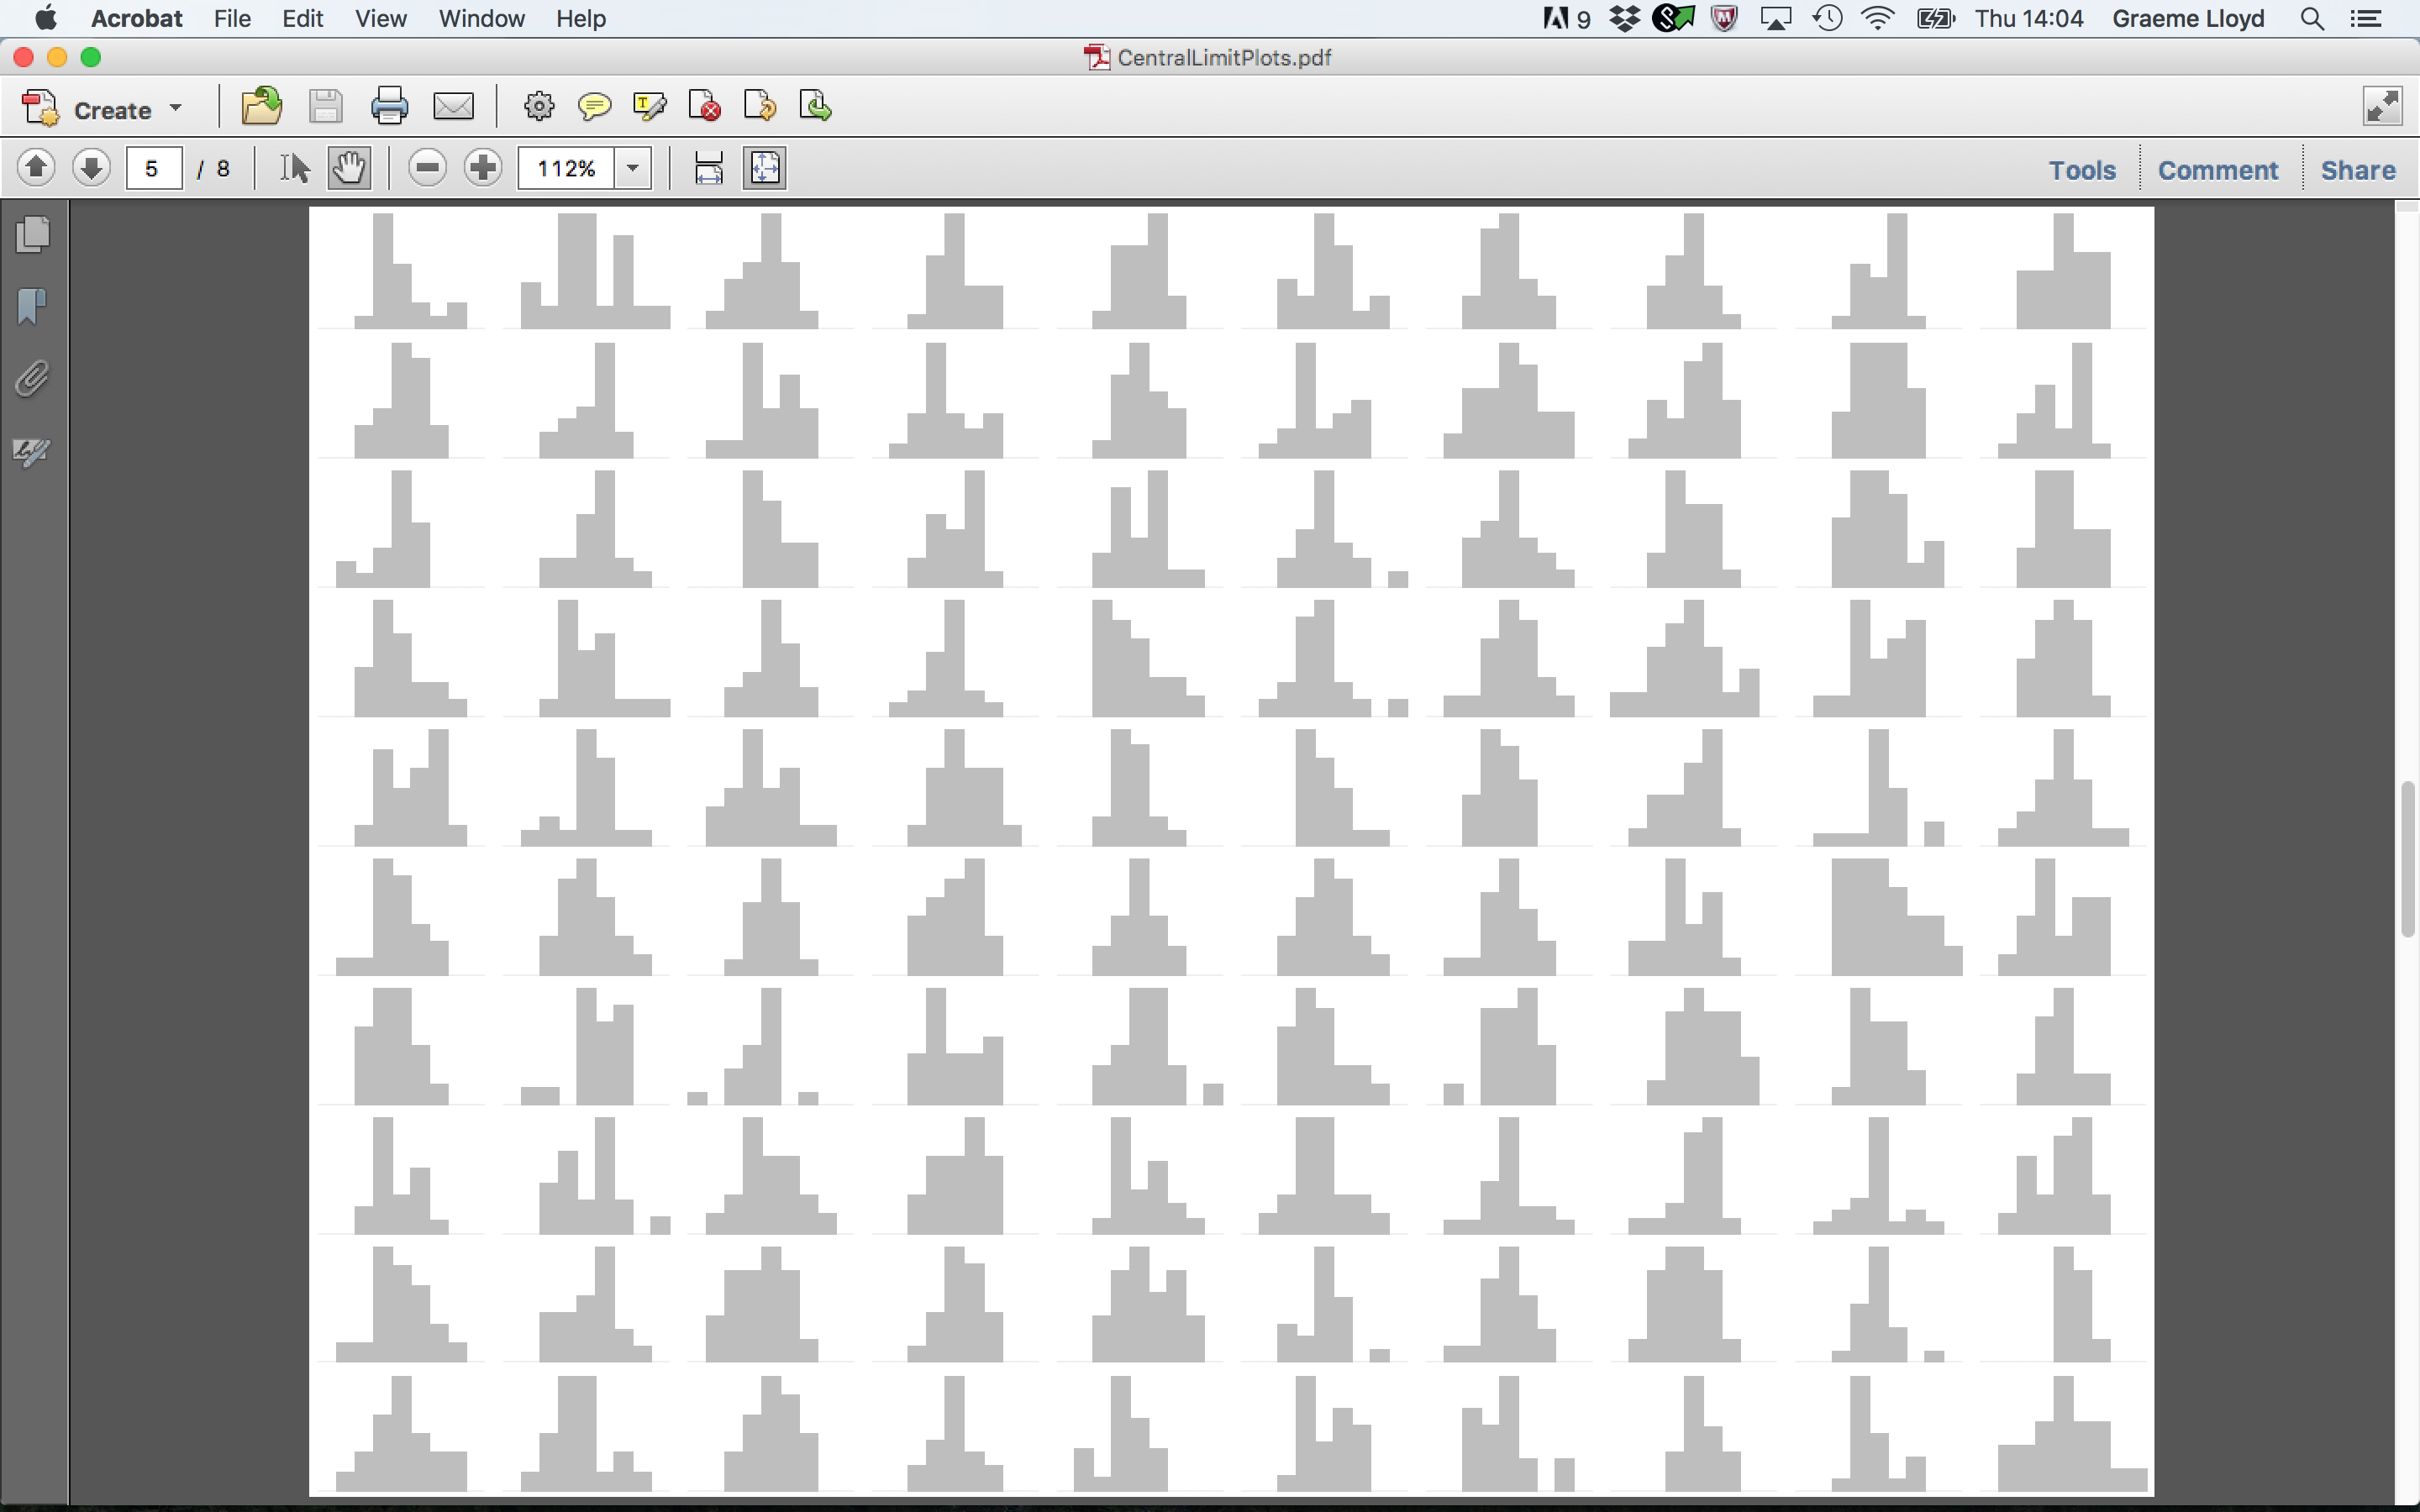 Acrobat File Edit View Window Help 9 Thu 14:04 Graeme Lloyd
CentralLimitPlots.pdf
Create
5 / 8 112% Tools Comment Share